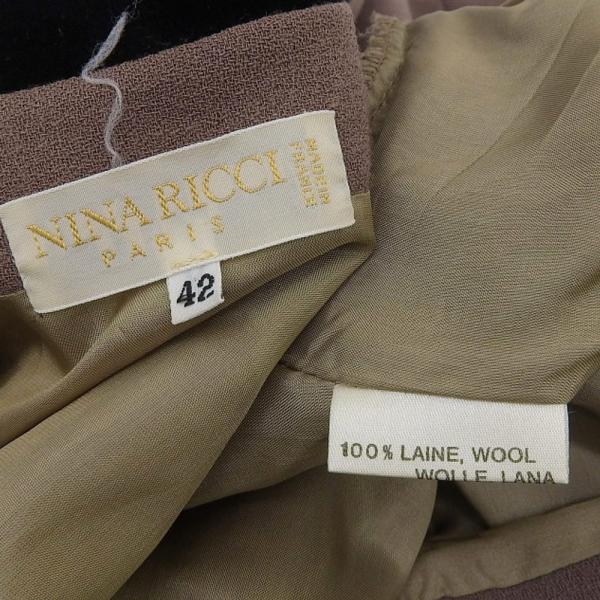 NINA RICCI
PARIS
MADE IN
FRANCE
42
100% LAINE, WOOL
WOLLE, LANA